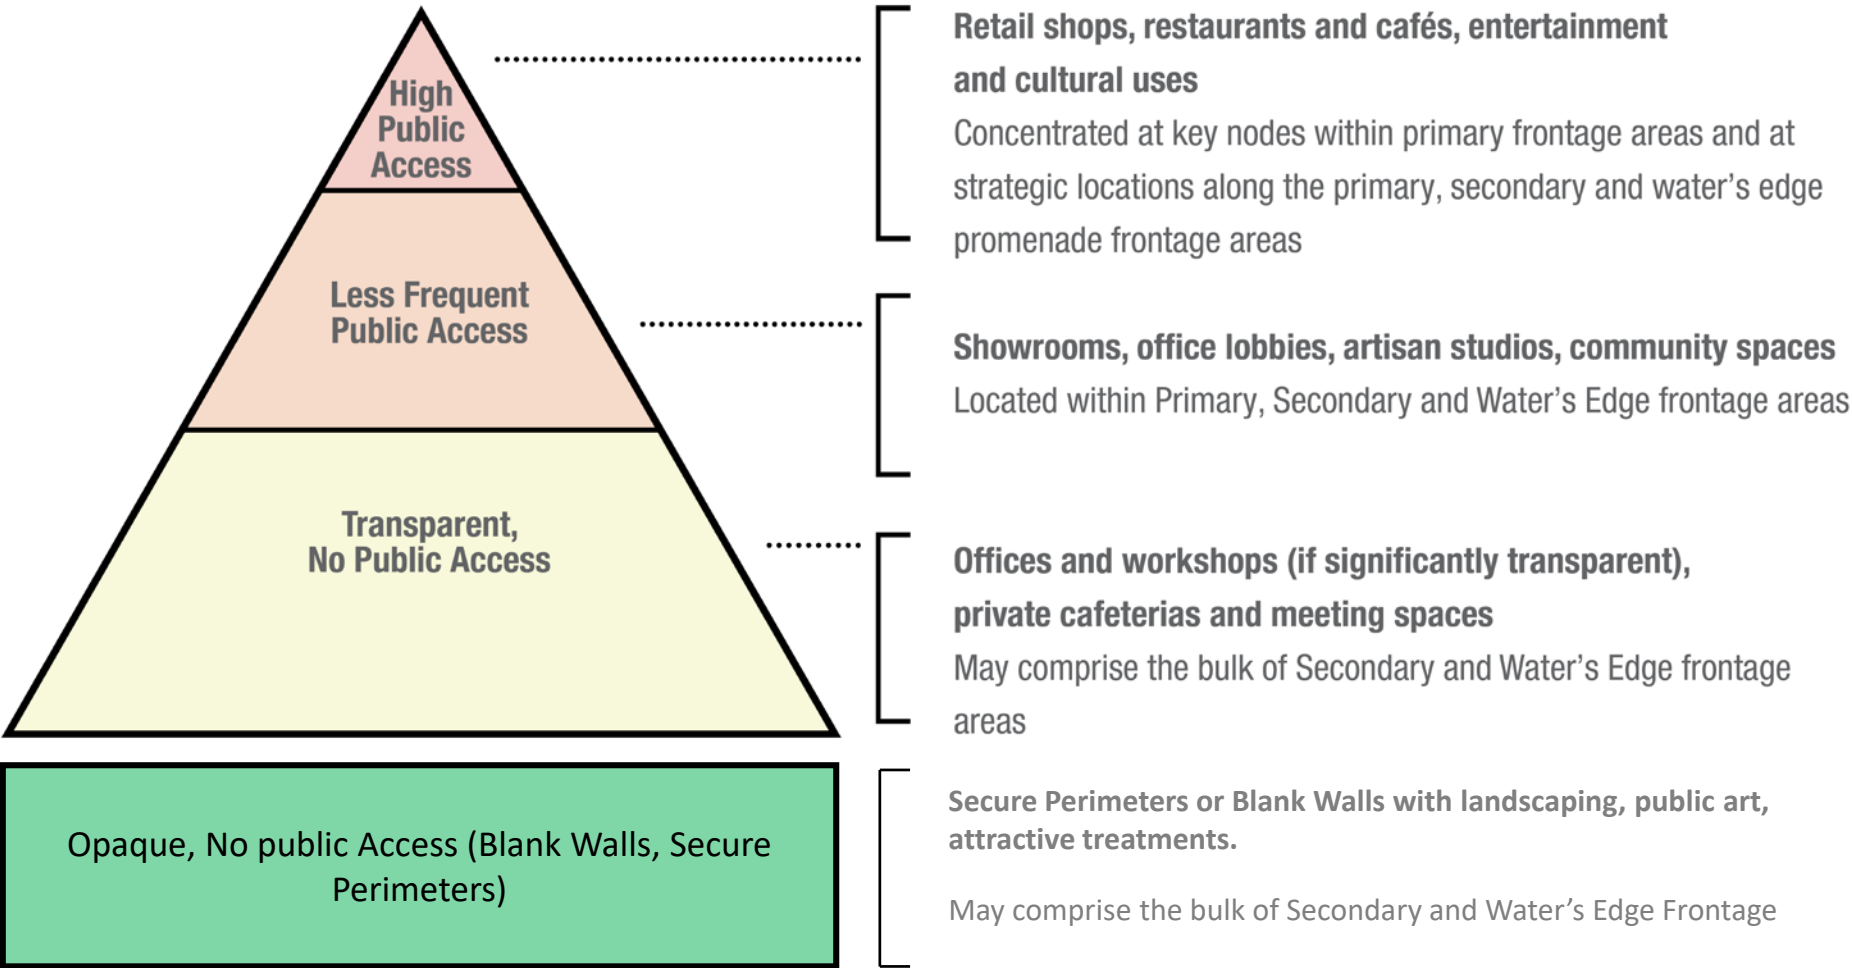 High
Public
Access
Retail shops, restaurants and cafés, entertainment
and cultural uses
Concentrated at key nodes within primary frontage areas and at
strategic locations along the primary, secondary and water’s edge
promenade frontage areas
Less Frequent
Public Access
Showrooms, office lobbies, artisan studios, community spaces
Located within Primary, Secondary and Water’s Edge frontage areas
Transparent,
No Public Access
Offices and workshops (if significantly transparent),
private cafeterias and meeting spaces
May comprise the bulk of Secondary and Water’s Edge frontage
areas
Opaque, No public Access (Blank Walls, Secure
Perimeters)
Secure Perimeters or Blank Walls with landscaping, public art,
attractive treatments.
May comprise the bulk of Secondary and Water’s Edge Frontage